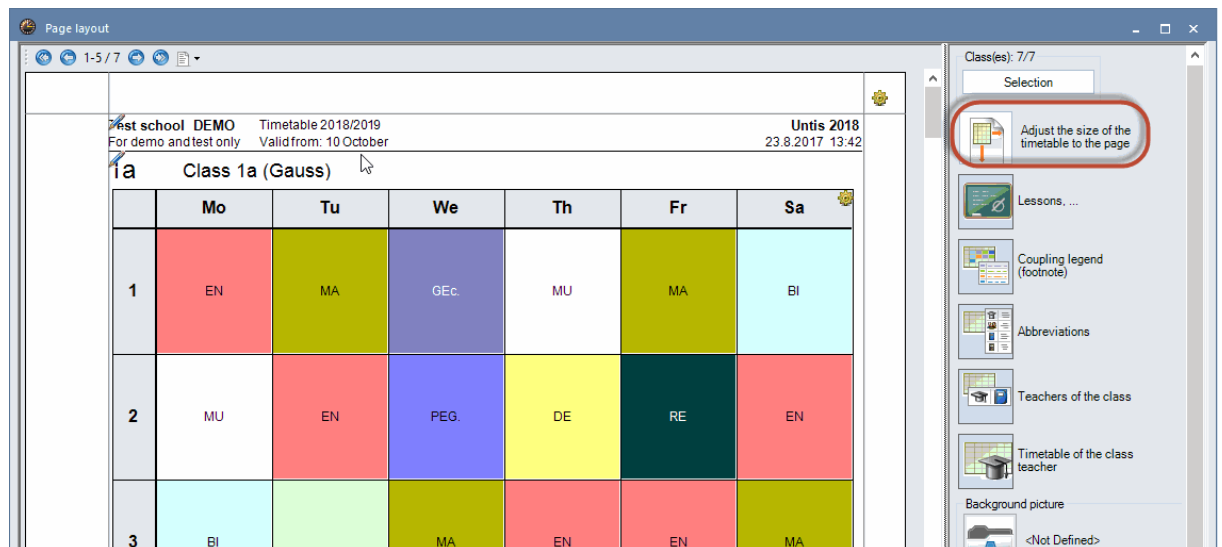 Page layout
1-5 / 7
Test school DEMO Timetable 2018/2019 Untis 2018
For demo and test only Valid from: 10 October 23.8.2017 13:42
1a Class 1a (Gauss)
Mo Tu We Th Fr Sa
1 EN MA GEc. MU MA BI
2 MU EN PEG. DE RE EN
3 BI MA EN EN MA
Class(es): 7/7
Selection
Adjust the size of the
timetable to the page
Lessons, ...
Coupling legend
(footnote)
Abbreviations
Teachers of the class
Timetable of the class
teacher
Background picture
<Not Defined>